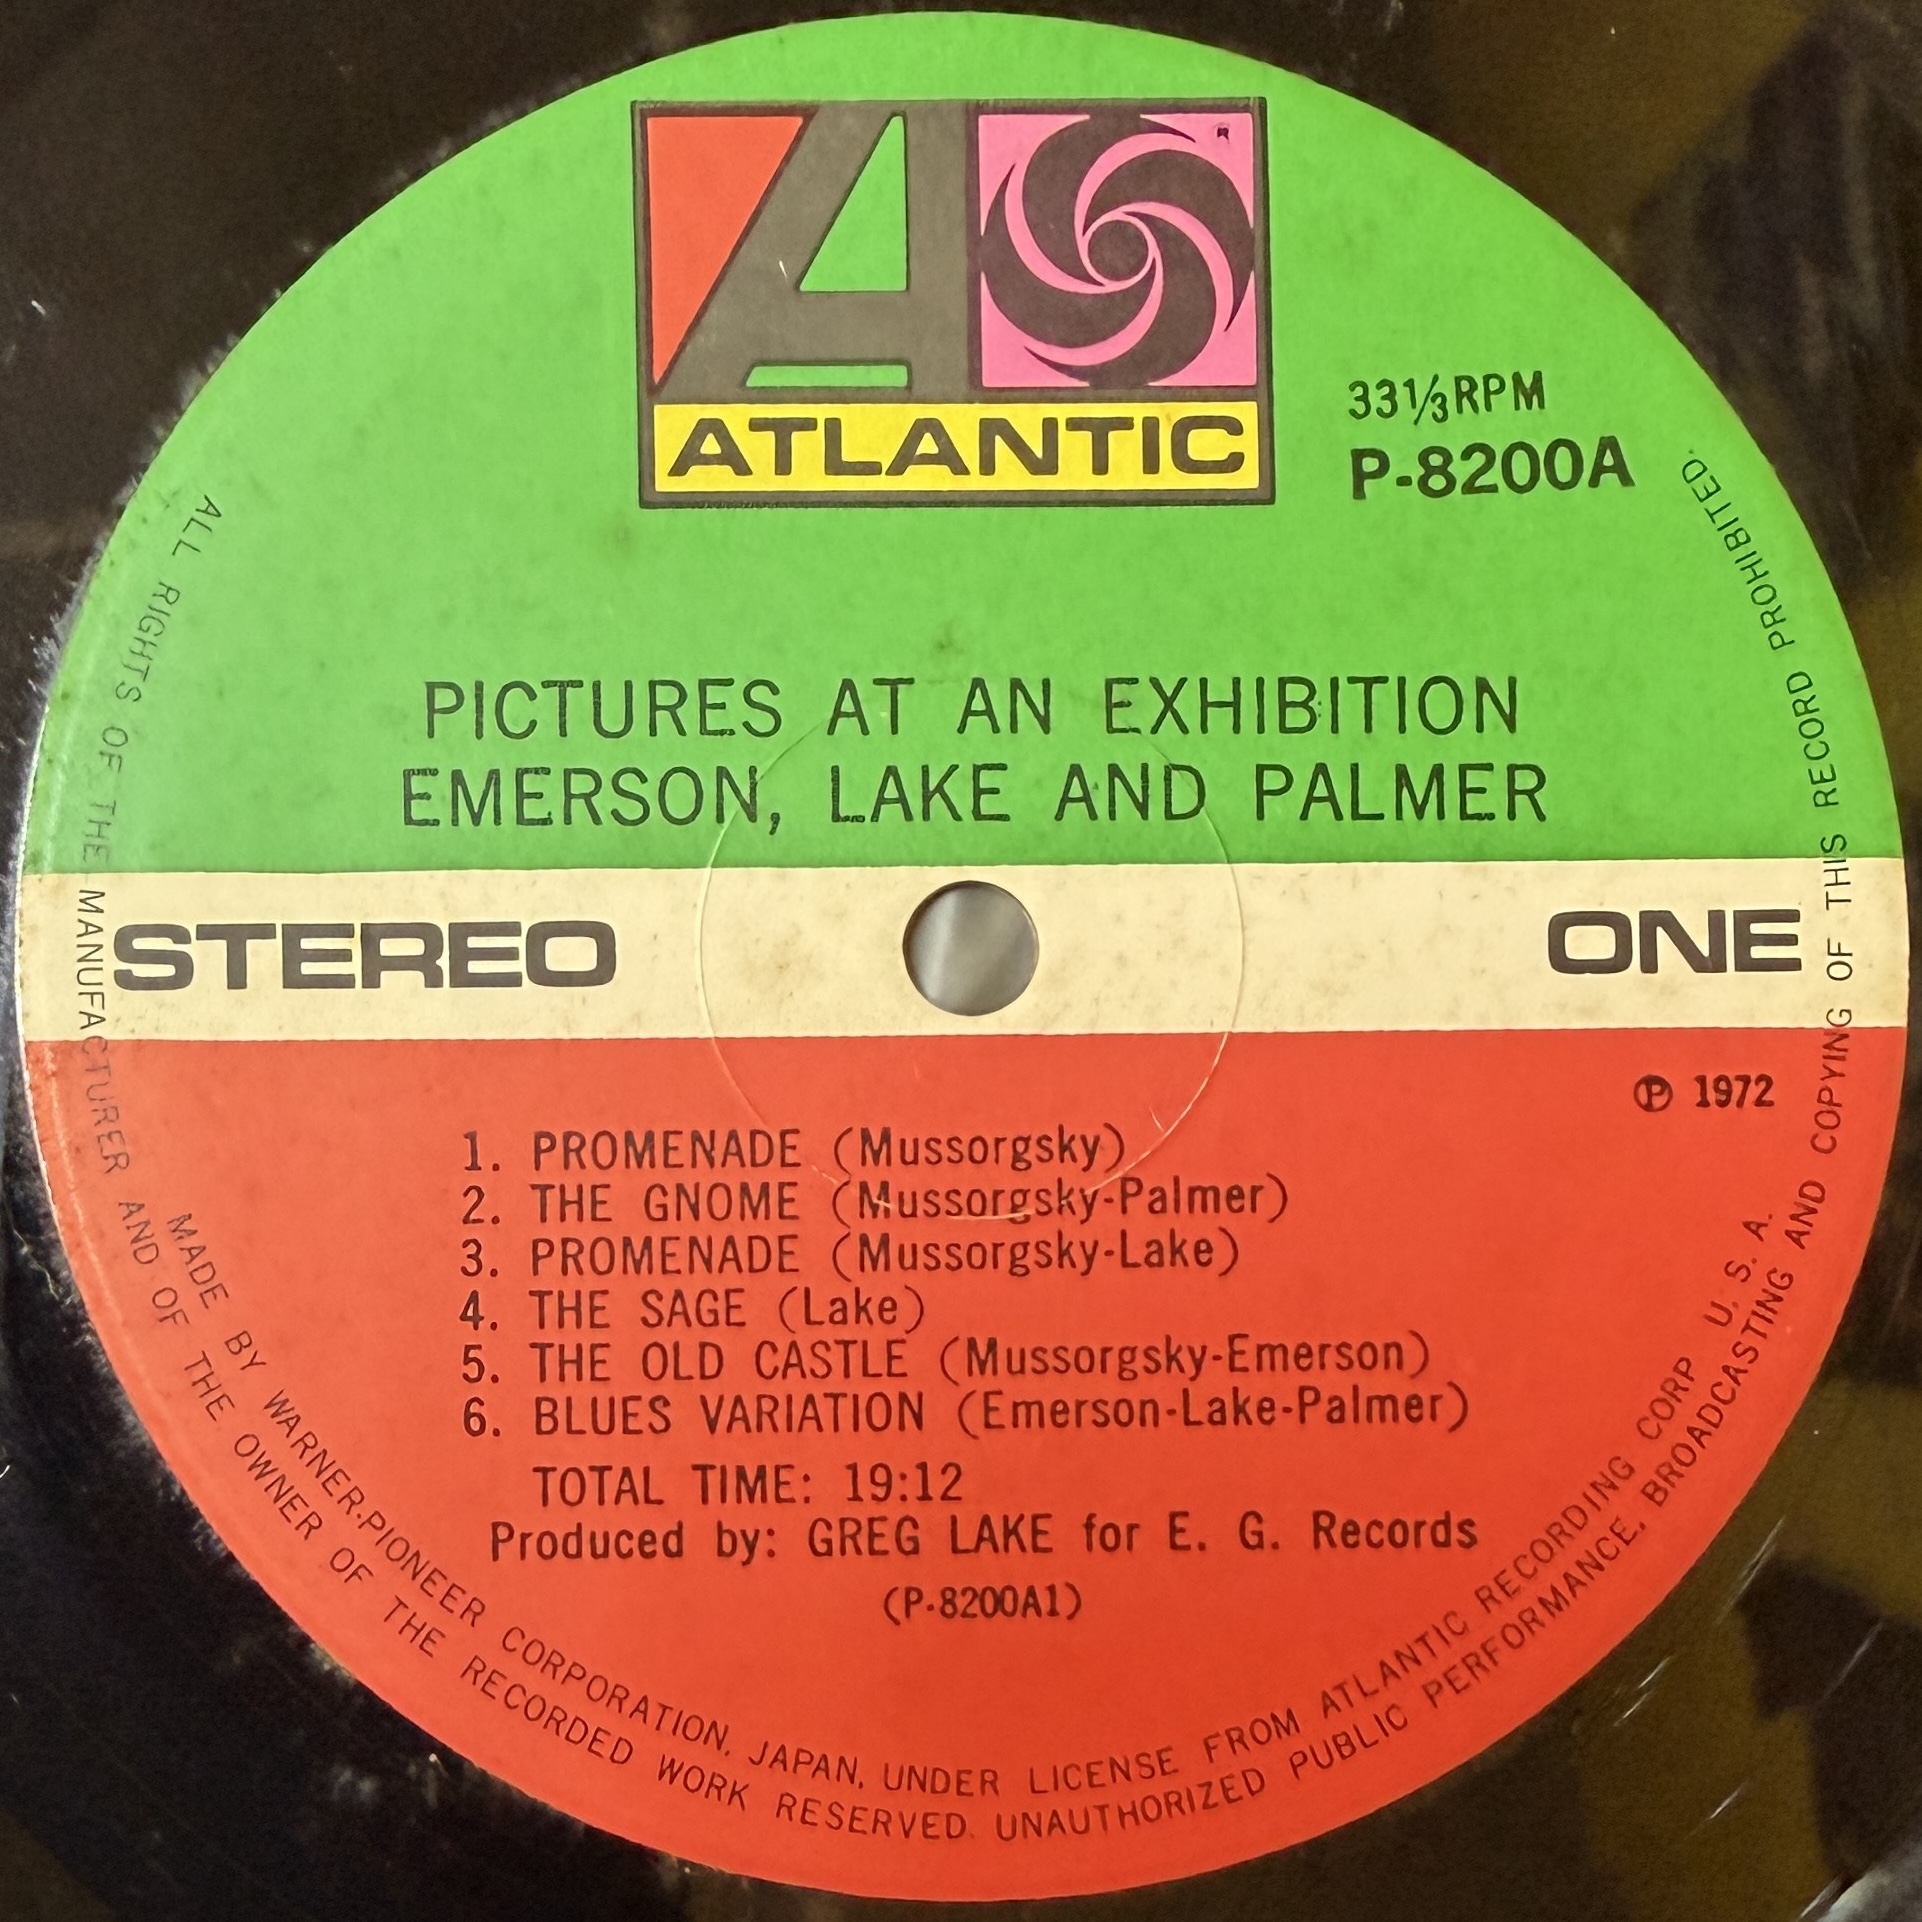 ATLANTIC
33⅓RPM
P-8200A
PICTURES AT AN EXHIBITION
EMERSON, LAKE AND PALMER
STEREO
ONE
℗ 1972
1. PROMENADE (Mussorgsky)
2. THE GNOME (Mussorgsky-Palmer)
3. PROMENADE (Mussorgsky-Lake)
4. THE SAGE (Lake)
5. THE OLD CASTLE (Mussorgsky-Emerson)
6. BLUES VARIATION (Emerson-Lake-Palmer)
TOTAL TIME: 19:12
Produced by: GREG LAKE for E. G. Records
(P-8200A1)
MADE BY WARNER-PIONEER CORPORATION, JAPAN, UNDER LICENSE FROM ATLANTIC RECORDING CORP U. S. A.
ALL RIGHTS OF THE MANUFACTURER AND OF THE OWNER OF THE RECORDED WORK RESERVED. UNAUTHORIZED PUBLIC PERFORMANCE, BROADCASTING AND COPYING OF THIS RECORD PROHIBITED.